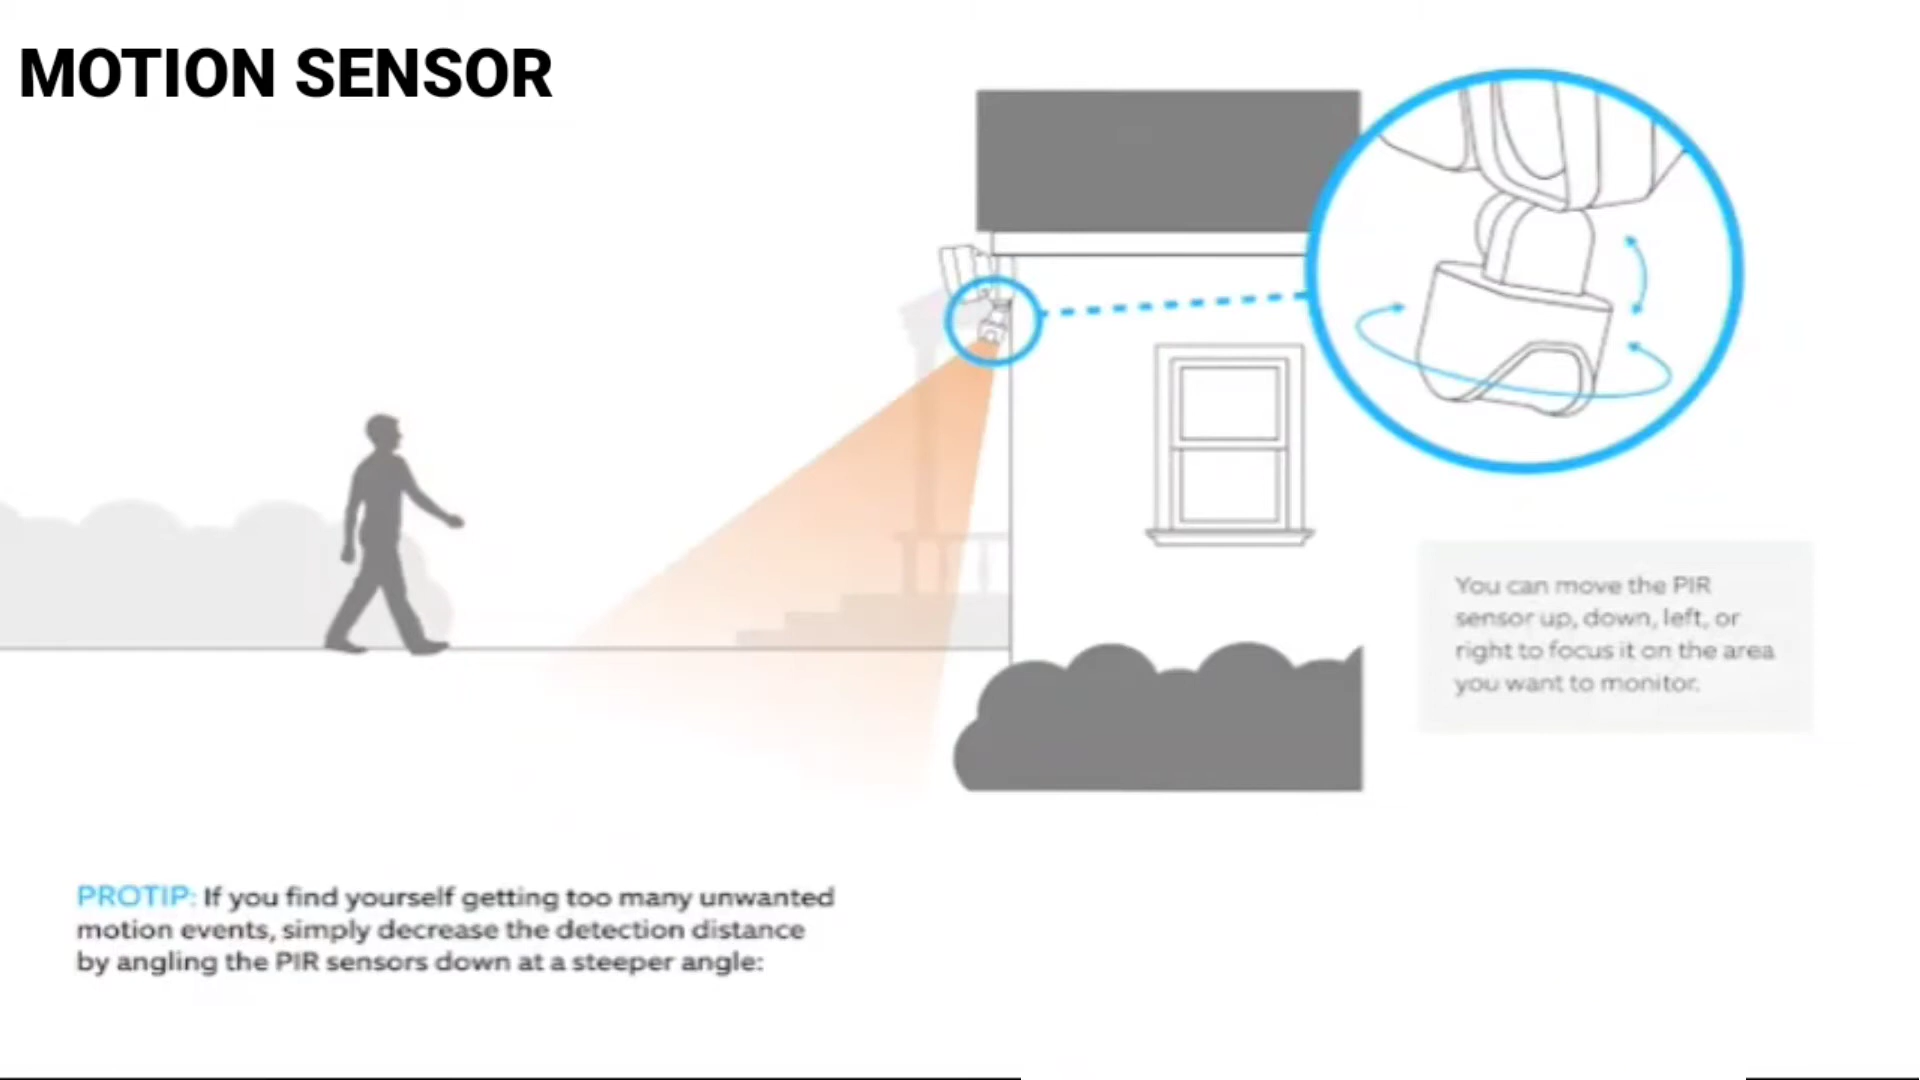 MOTION SENSOR
You can move the PIR
sensor up, down, left, or
right to focus it on the area
you want to monitor.
PROTIP: If you find yourself getting too many unwanted
motion events, simply decrease the detection distance
by angling the PIR sensors down at a steeper angle: